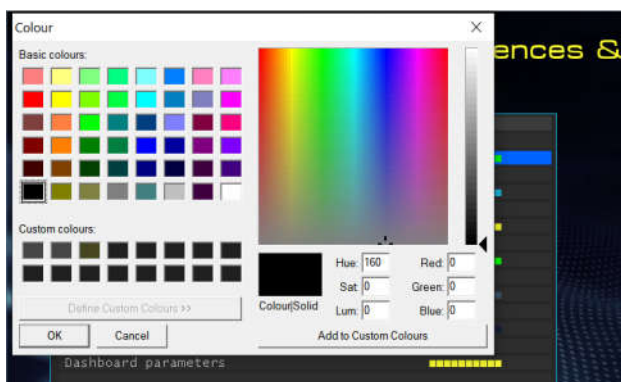 Colour
ences &
Basic colours:
Custom colours:
Define Custom Colours >>
OK
Cancel
Colour|Solid
Hue: 160
Sat: 0
Lum: 0
Red: 0
Green: 0
Blue: 0
Add to Custom Colours
Dashboard parameters